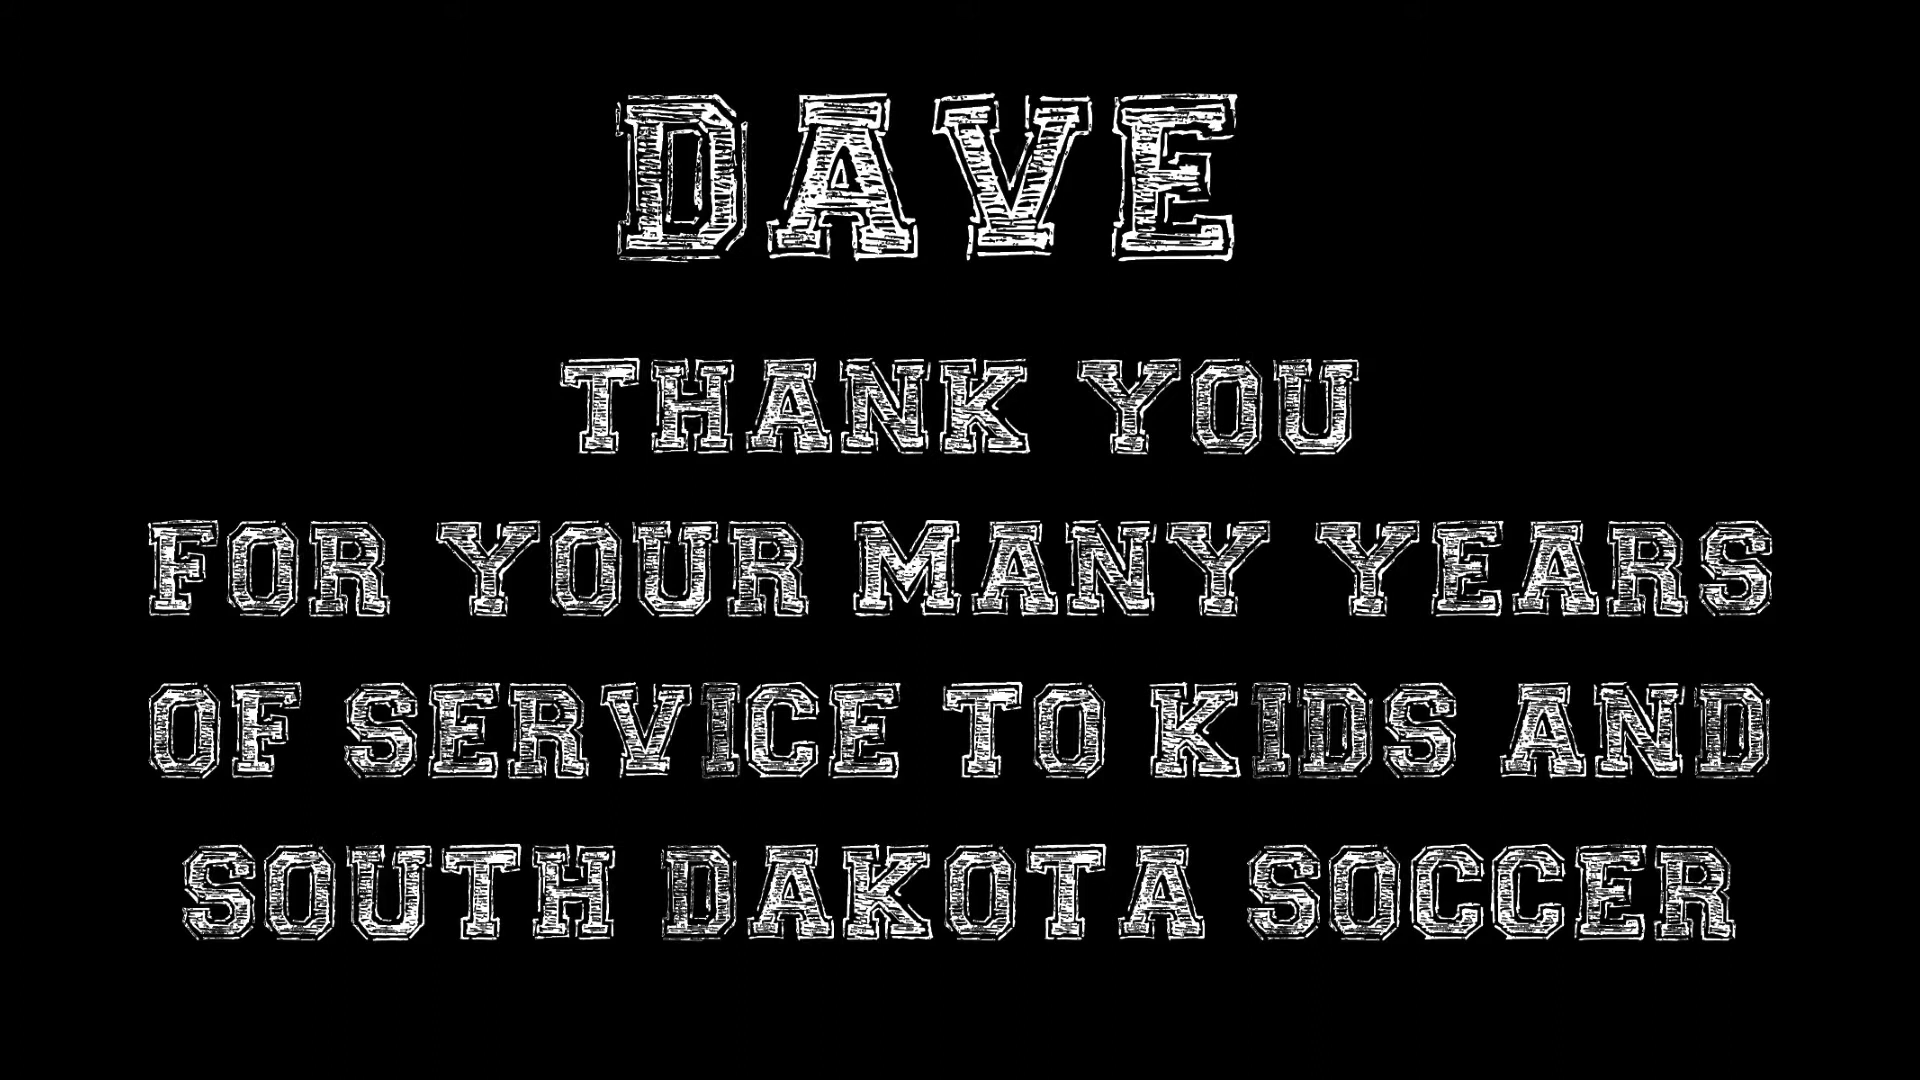 DAVE
THANK YOU
FOR YOUR MANY YEARS
OF SERVICE TO KIDS AND
SOUTH DAKOTA SOCCER